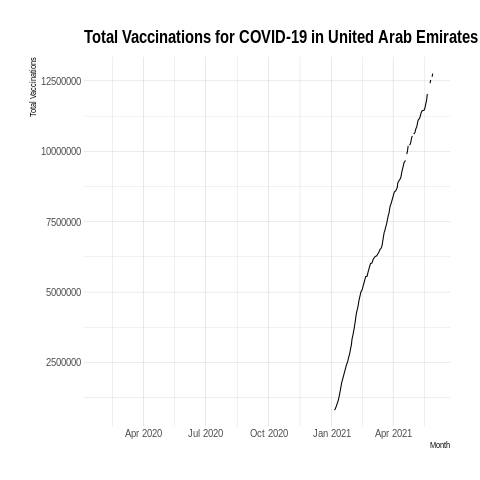 Total Vaccinations for COVID-19 in United Arab Emirates
Total Vaccinations
12500000
10000000
7500000
5000000
2500000
Apr 2020 Jul 2020 Oct 2020 Jan 2021 Apr 2021
Month